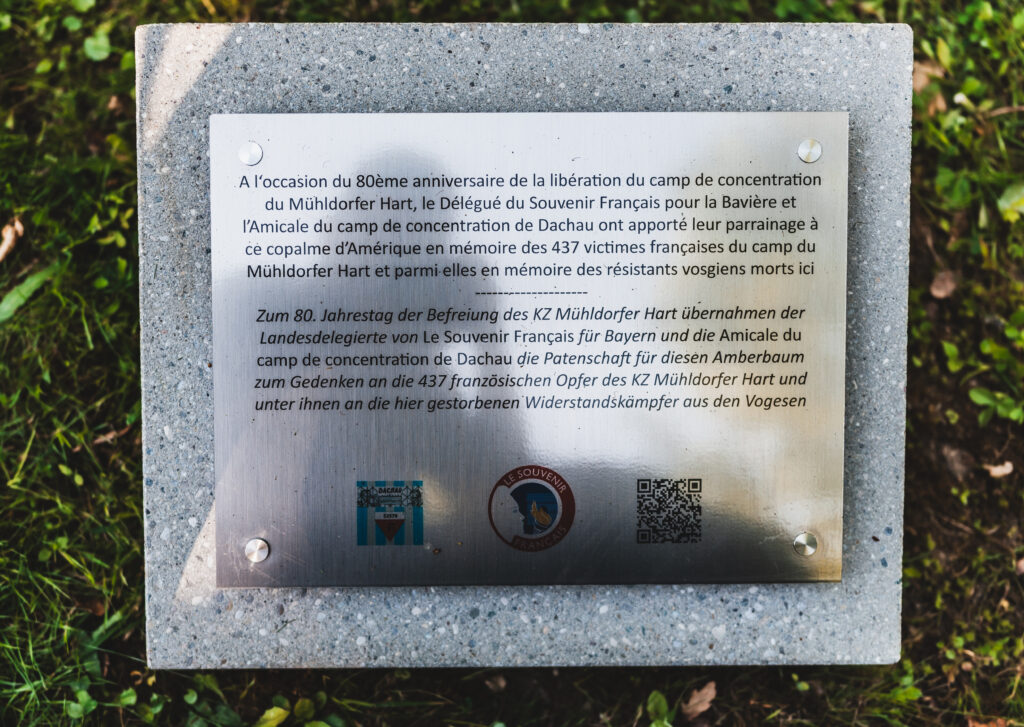 A l‘occasion du 80ème anniversaire de la libération du camp de concentration
du Mühldorfer Hart, le Délégué du Souvenir Français pour la Bavière et
l’Amicale du camp de concentration de Dachau ont apporté leur parrainage à
ce copalme d’Amérique en mémoire des 437 victimes françaises du camp du
Mühldorfer Hart et parmi elles en mémoire des résistants vosgiens morts ici
--------------------
Zum 80. Jahrestag der Befreiung des KZ Mühldorfer Hart übernahmen der
Landesdelegierte von Le Souvenir Français für Bayern und die Amicale du
camp de concentration de Dachau die Patenschaft für diesen Amberbaum
zum Gedenken an die 437 französischen Opfer des KZ Mühldorfer Hart und
unter ihnen an die hier gestorbenen Widerstandskämpfer aus den Vogesen
DACHAU
LE SOUVENIR
FRANÇAIS